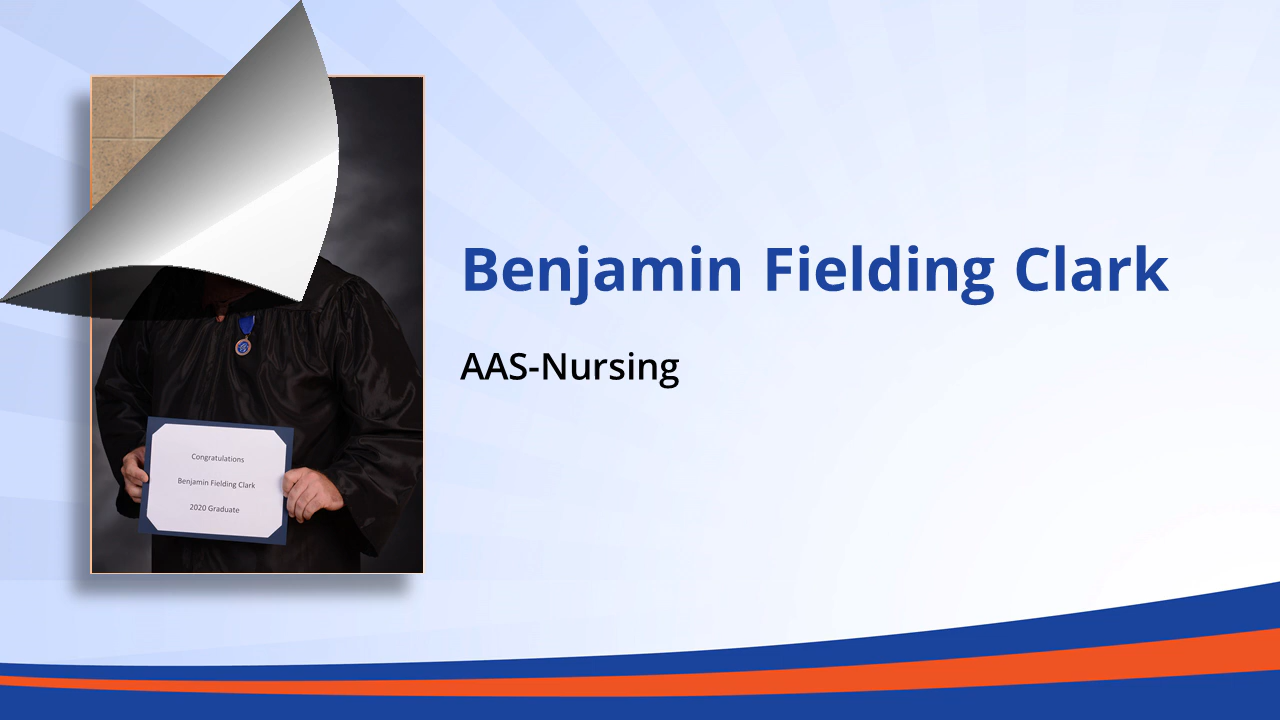 Benjamin Fielding Clark
AAS-Nursing
Congratulations
Benjamin Fielding Clark
2020 Graduate